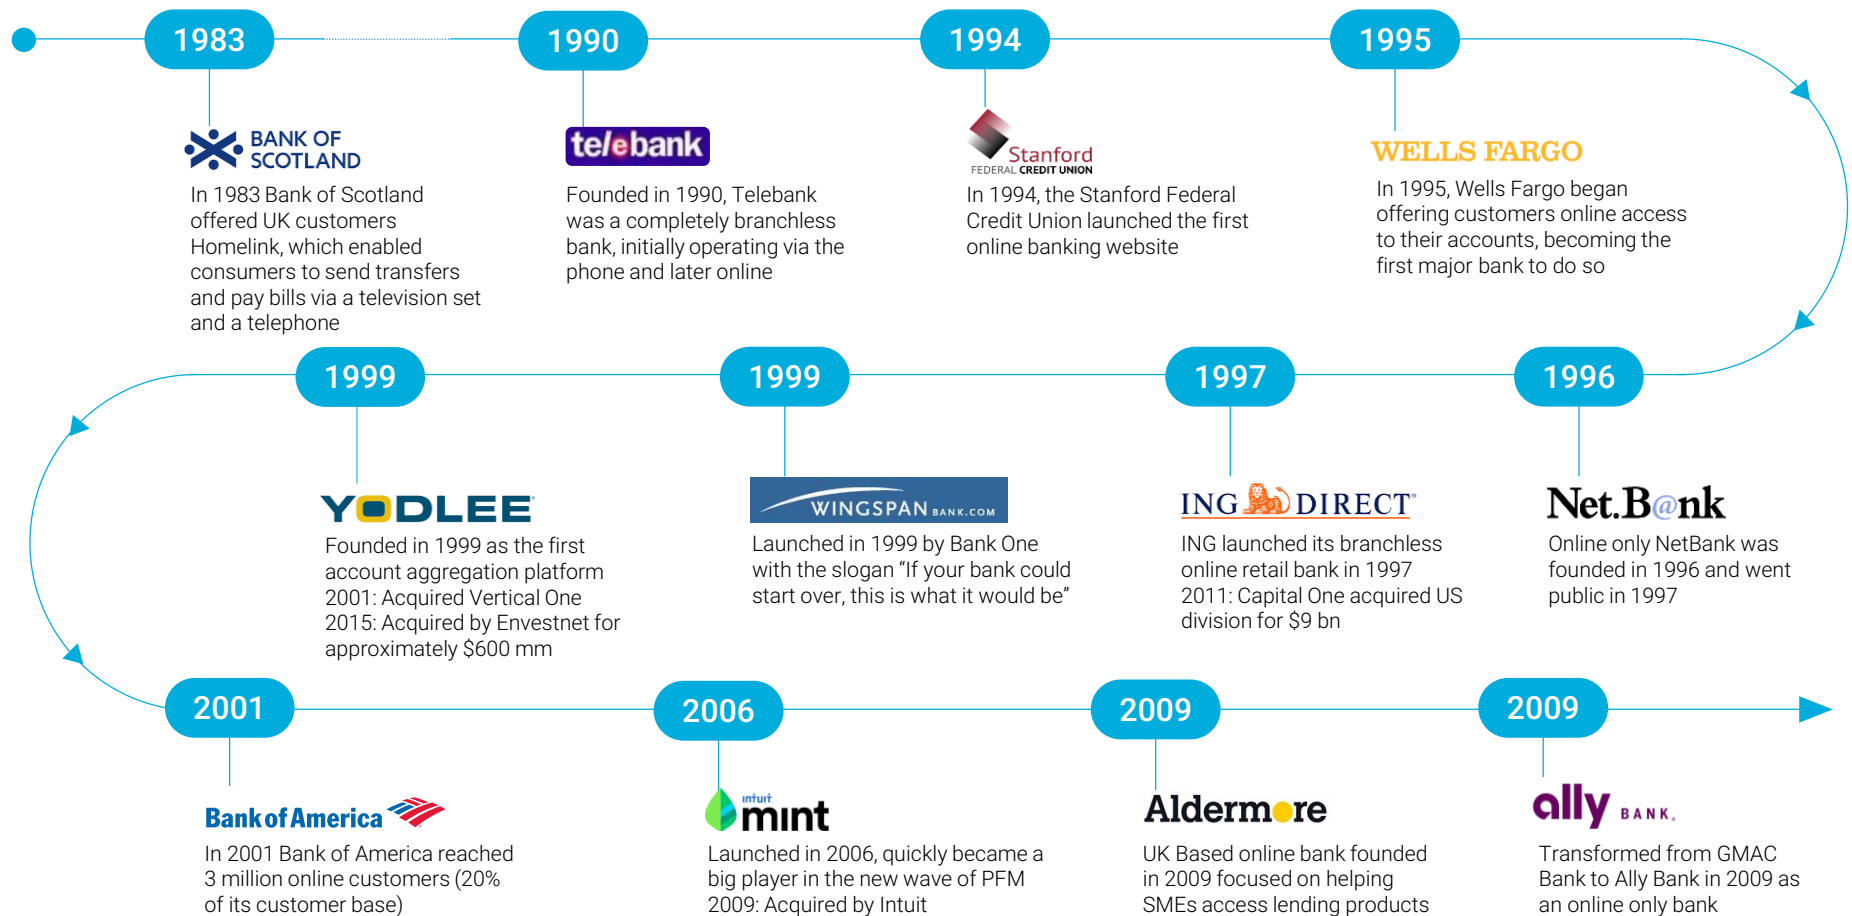 1983
BANK OF
SCOTLAND
In 1983 Bank of Scotland
offered UK customers
Homelink, which enabled
consumers to send transfers
and pay bills via a television set
and a telephone
1990
telebank
Founded in 1990, Telebank
was a completely branchless
bank, initially operating via the
phone and later online
1994
Stanford
FEDERAL CREDIT UNION
In 1994, the Stanford Federal
Credit Union launched the first
online banking website
1995
WELLS FARGO
In 1995, Wells Fargo began
offering customers online access
to their accounts, becoming the
first major bank to do so
1996
Net.B@nk
Online only NetBank was
founded in 1996 and went
public in 1997
1997
ING DIRECT
ING launched its branchless
online retail bank in 1997
2011: Capital One acquired US
division for $9 bn
1999
WINGSPAN BANK.COM
Launched in 1999 by Bank One
with the slogan “If your bank could
start over, this is what it would be”
1999
YODLEE
Founded in 1999 as the first
account aggregation platform
2001: Acquired Vertical One
2015: Acquired by Envestnet for
approximately $600 mm
2001
Bank of America
In 2001 Bank of America reached
3 million online customers (20%
of its customer base)
2006
intuit
mint
Launched in 2006, quickly became a
big player in the new wave of PFM
2009: Acquired by Intuit
2009
Aldermore
UK Based online bank founded
in 2009 focused on helping
SMEs access lending products
2009
ally BANK.
Transformed from GMAC
Bank to Ally Bank in 2009 as
an online only bank